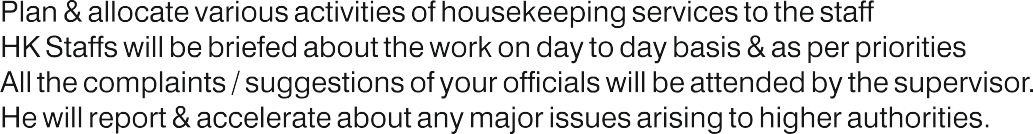 Plan & allocate various activities of housekeeping services to the staff
HK Staffs will be briefed about the work on day to day basis & as per priorities
All the complaints / suggestions of your officials will be attended by the supervisor.
He will report & accelerate about any major issues arising to higher authorities.